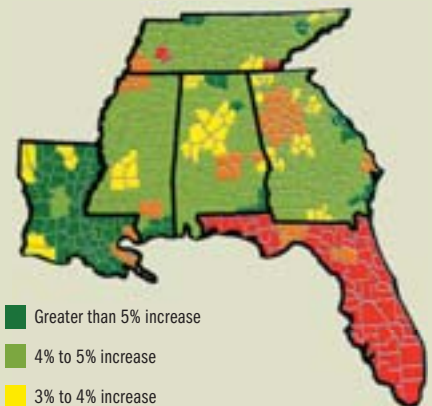 Greater than 5% increase
4% to 5% increase
3% to 4% increase